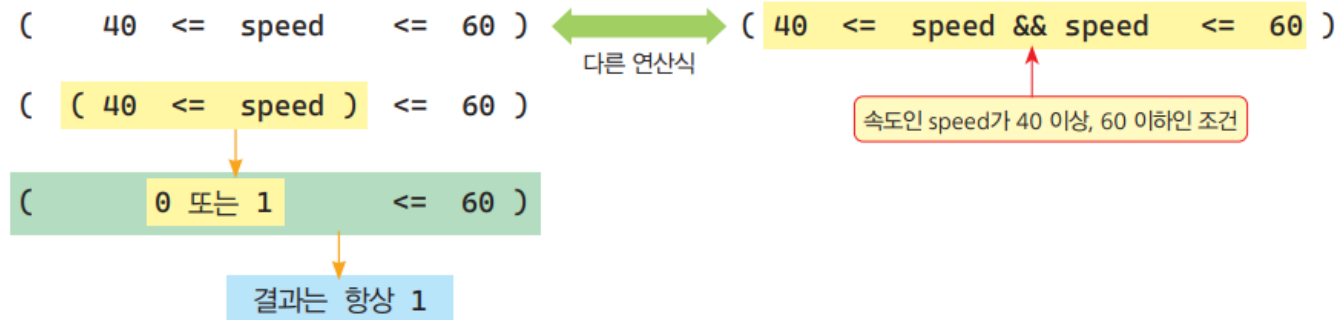 ( 40 <= speed <= 60 ) ( 40 <= speed && speed <= 60 )
다른 연산식
( ( 40 <= speed ) <= 60 )
속도인 speed가 40 이상, 60 이하인 조건
( 0 또는 1 <= 60 )
결과는 항상 1